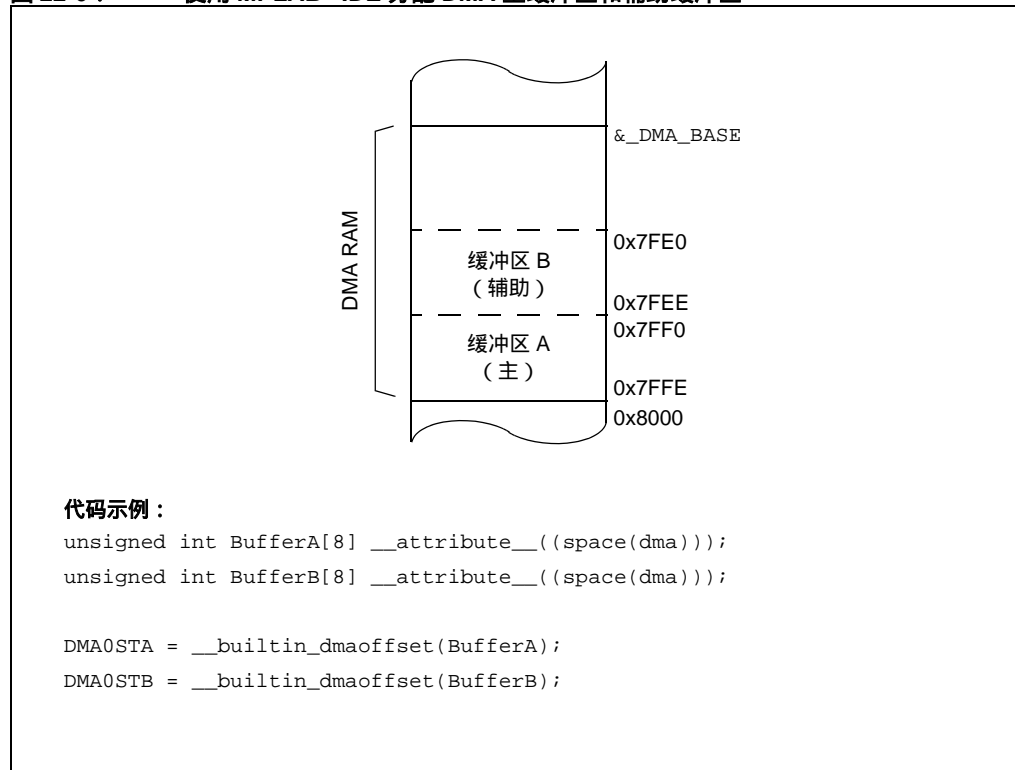 &_DMA_BASE
DMA RAM
0x7FE0
缓冲区 B
（辅助）
0x7FEE
0x7FF0
缓冲区 A
（主）
0x7FFE
0x8000
代码示例：
unsigned int BufferA[8] __attribute__((space(dma)));
unsigned int BufferB[8] __attribute__((space(dma)));
DMA0STA = __builtin_dmaoffset(BufferA);
DMA0STB = __builtin_dmaoffset(BufferB);